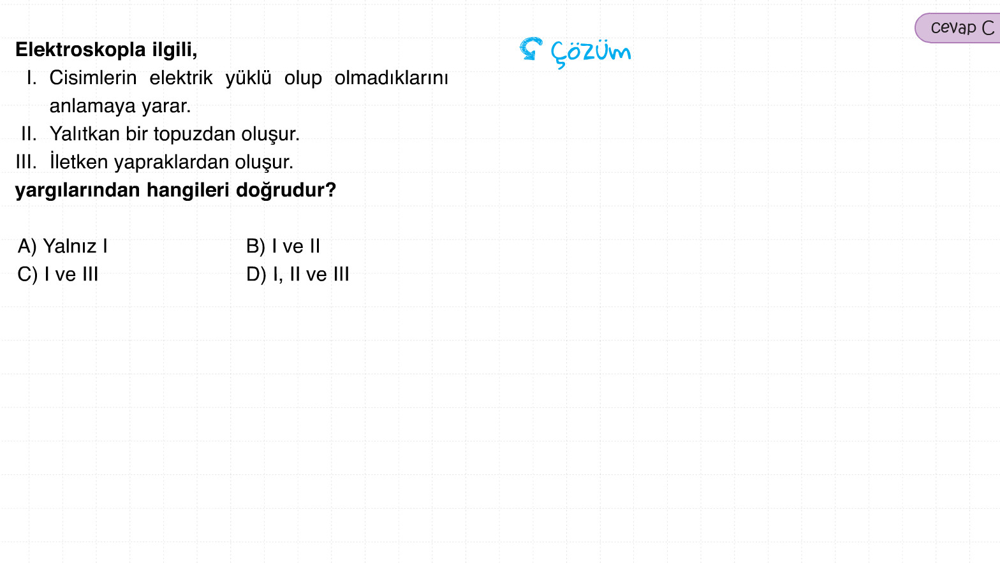 Elektroskopla ilgili,
I. Cisimlerin elektrik yüklü olup olmadıklarını
anlamaya yarar.
II. Yalıtkan bir topuzdan oluşur.
III. İletken yapraklardan oluşur.
yargılarından hangileri doğrudur?
A) Yalnız I B) I ve II
C) I ve III D) I, II ve III
Çözüm
cevap C